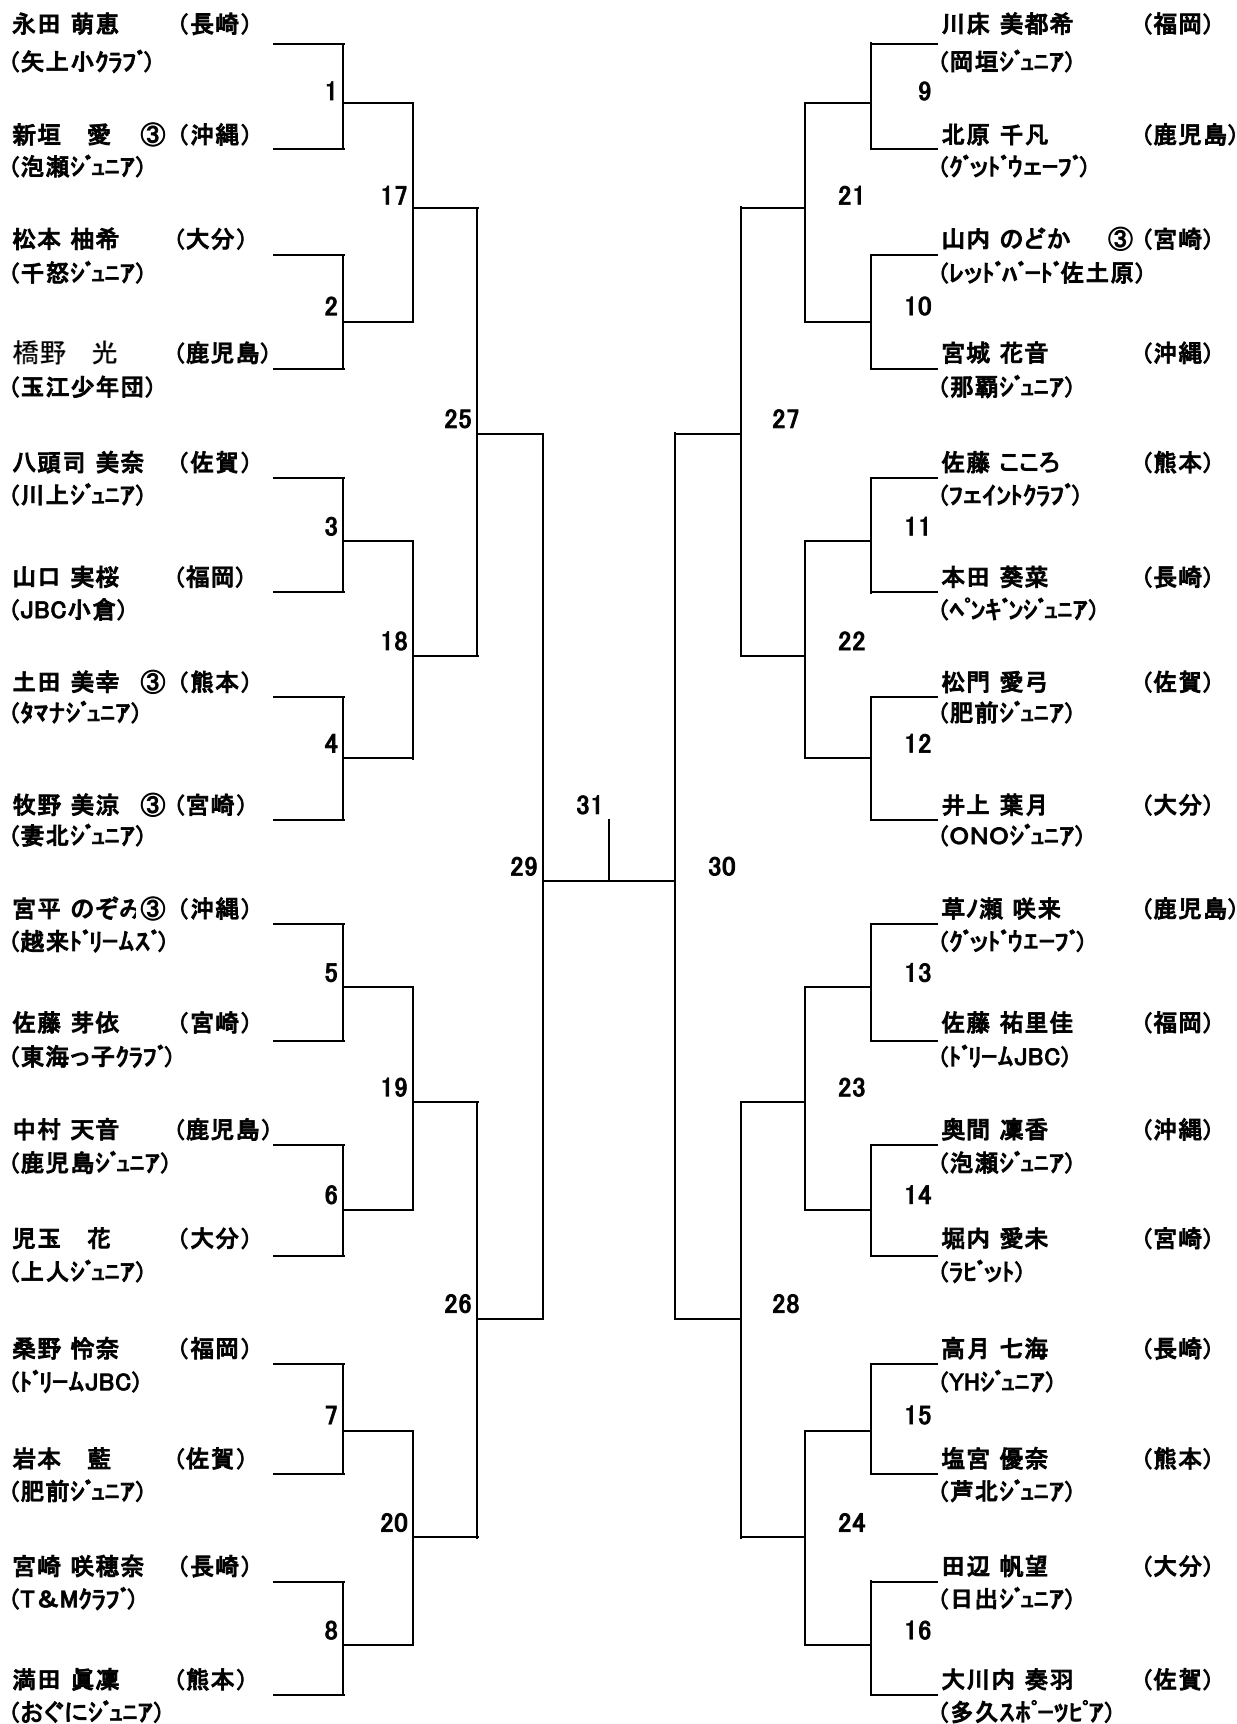 永田 萌恵 (長崎)
(矢上小ｸﾗﾌﾞ)
1
新垣　愛 ③ (沖縄)
(泡瀬ｼﾞｭﾆｱ)
17
松本 柚希 (大分)
(千怒ｼﾞｭﾆｱ)
2
橋野　光 (鹿児島)
(玉江少年団)
25
八頭司 美奈 (佐賀)
(川上ｼﾞｭﾆｱ)
3
山口 実桜 (福岡)
(JBC小倉)
18
土田 美幸 ③ (熊本)
(ﾀﾏﾅｼﾞｭﾆｱ)
4
牧野 美涼 ③ (宮崎)
(妻北ｼﾞｭﾆｱ)
29
宮平 のぞみ③ (沖縄)
(越来ﾄﾞﾘｰﾑｽﾞ)
5
佐藤 芽依 (宮崎)
(東海っ子ｸﾗﾌﾞ)
19
中村 天音 (鹿児島)
(鹿児島ｼﾞｭﾆｱ)
6
児玉　花 (大分)
(上人ｼﾞｭﾆｱ)
26
桑野 怜奈 (福岡)
(ﾄﾞﾘｰﾑJBC)
7
岩本　藍 (佐賀)
(肥前ｼﾞｭﾆｱ)
20
宮崎 咲穂奈 (長崎)
(T＆Mｸﾗﾌﾞ)
8
満田 眞凜 (熊本)
(おぐにｼﾞｭﾆｱ)
31
川床 美都希 (福岡)
(岡垣ｼﾞｭﾆｱ)
9
北原 千凡 (鹿児島)
(ｸﾞｯﾄﾞｳｪｰﾌﾞ)
21
山内 のどか ③ (宮崎)
(ﾚｯﾄﾞﾊﾞｰﾄﾞ佐土原)
10
宮城 花音 (沖縄)
(那覇ｼﾞｭﾆｱ)
27
佐藤 こころ (熊本)
(ﾌｪｲﾝﾄｸﾗﾌﾞ)
11
本田 葵菜 (長崎)
(ﾍﾟﾝｷﾞﾝｼﾞｭﾆｱ)
22
松門 愛弓 (佐賀)
(肥前ｼﾞｭﾆｱ)
12
井上 葉月 (大分)
(ONOｼﾞｭﾆｱ)
30
草ﾉ瀬 咲来 (鹿児島)
(ｸﾞｯﾄﾞｳｴｰﾌﾞ)
13
佐藤 祐里佳 (福岡)
(ﾄﾞﾘｰﾑJBC)
23
奥間 凜香 (沖縄)
(泡瀬ｼﾞｭﾆｱ)
14
堀内 愛未 (宮崎)
(ﾗﾋﾞｯﾄ)
28
高月 七海 (長崎)
(YHｼﾞｭﾆｱ)
15
塩宮 優奈 (熊本)
(芦北ｼﾞｭﾆｱ)
24
田辺 帆望 (大分)
(日出ｼﾞｭﾆｱ)
16
大川内 奏羽 (佐賀)
(多久ｽﾎﾟｰﾂﾋﾟｱ)